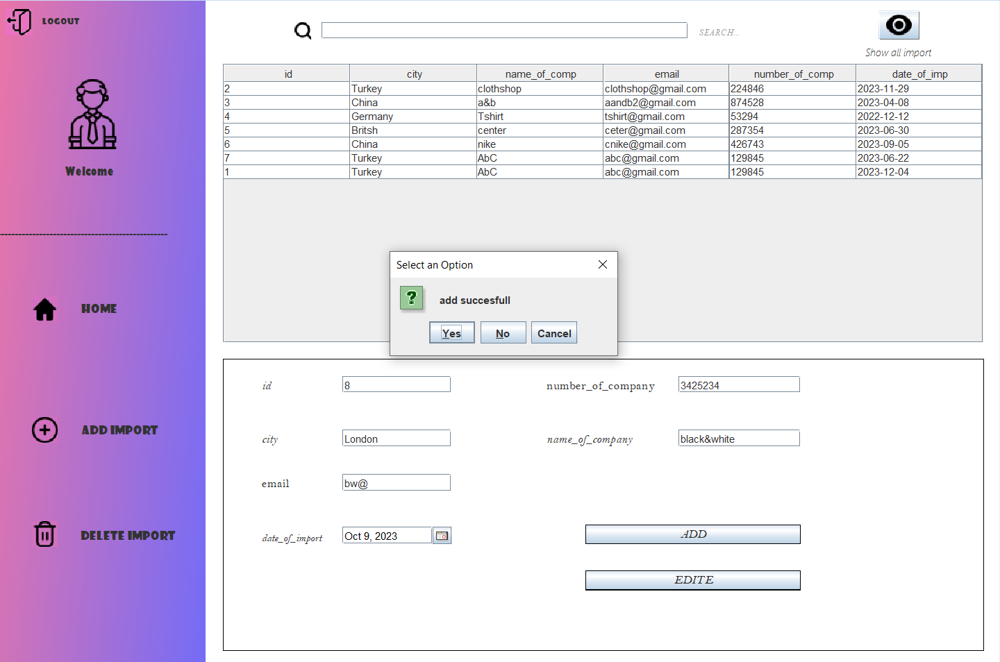 LOGOUT
Welcome
--------------------------------------------------
HOME
ADD IMPORT
DELETE IMPORT
SEARCH...
Show all import
id city name_of_comp email number_of_comp date_of_imp
2 Turkey clothshop clothshop@gmail.com 224846 2023-11-29
3 China a&b aandb2@gmail.com 874528 2023-04-08
4 Germany Tshirt tshirt@gmail.com 53294 2022-12-12
5 Britsh center ceter@gmail.com 287354 2023-06-30
6 China nike cnike@gmail.com 426743 2023-09-05
7 Turkey AbC abc@gmail.com 129845 2023-06-22
1 Turkey AbC abc@gmail.com 129845 2023-12-04
Select an Option
? add succesfull
Yes No Cancel
id 8 number_of_company 3425234
city London name_of_company black&white
email bw@
date_of_import Oct 9, 2023 ADD
EDITE